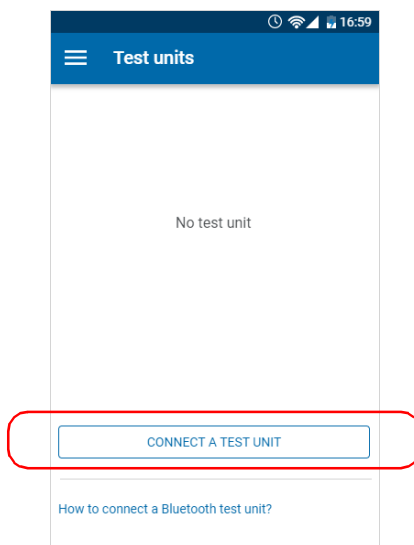 16:59
Test units
No test unit
CONNECT A TEST UNIT
How to connect a Bluetooth test unit?